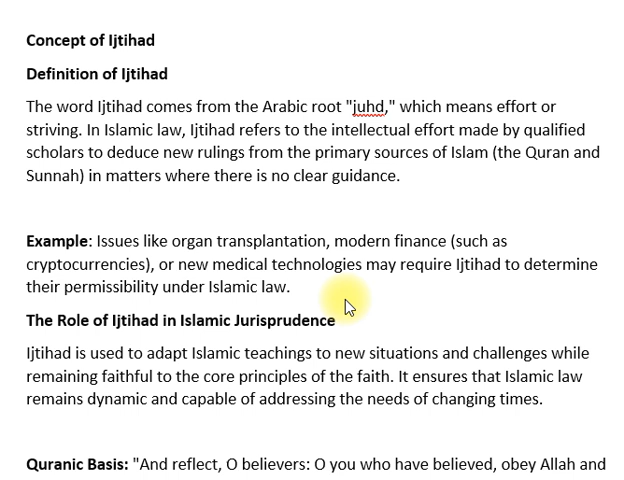 Concept of Ijtihad
Definition of Ijtihad
The word Ijtihad comes from the Arabic root "juhd," which means effort or
striving. In Islamic law, Ijtihad refers to the intellectual effort made by qualified
scholars to deduce new rulings from the primary sources of Islam (the Quran and
Sunnah) in matters where there is no clear guidance.
Example: Issues like organ transplantation, modern finance (such as
cryptocurrencies), or new medical technologies may require Ijtihad to determine
their permissibility under Islamic law.
The Role of Ijtihad in Islamic Jurisprudence
Ijtihad is used to adapt Islamic teachings to new situations and challenges while
remaining faithful to the core principles of the faith. It ensures that Islamic law
remains dynamic and capable of addressing the needs of changing times.
Quranic Basis: "And reflect, O believers: O you who have believed, obey Allah and